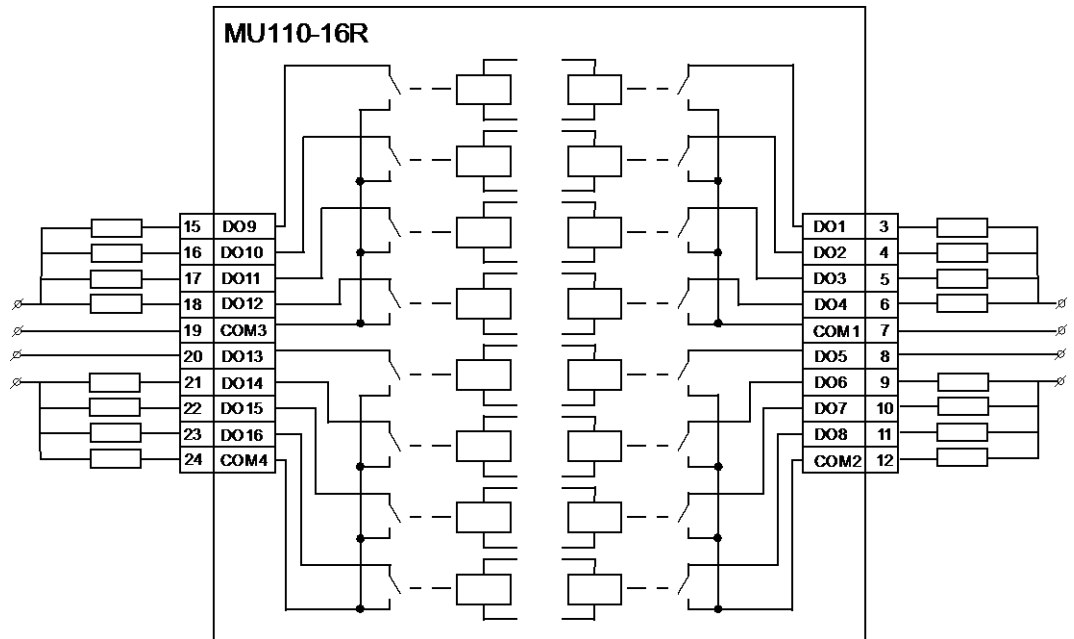 MU110-16R
15 DO9 DO1 3
16 DO10 DO2 4
17 DO11 DO3 5
18 DO12 DO4 6
19 COM3 COM1 7
20 DO13 DO5 8
21 DO14 DO6 9
22 DO15 DO7 10
23 DO16 DO8 11
24 COM4 COM2 12